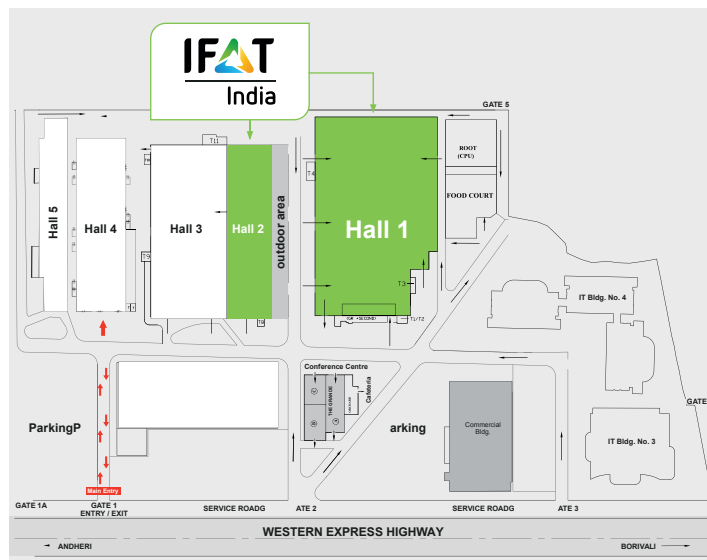 IFAT
India
GATE 5
T11
ROOT
(CPU)
T4
FOOD COURT
Hall 5
Hall 4
Hall 3
Hall 2
outdoor area
Hall 1
T9
T3
T1/T2
IT Bldg. No. 4
Conference Centre
THE GRANDE
Cafeteria
GATE
ParkingP
arking
Commercial
Bldg.
IT Bldg. No. 3
Main Entry
GATE 1A
GATE 1
ENTRY / EXIT
SERVICE ROADG
ATE 2
SERVICE ROADG
ATE 3
WESTERN EXPRESS HIGHWAY
ANDHERI
BORIVALI